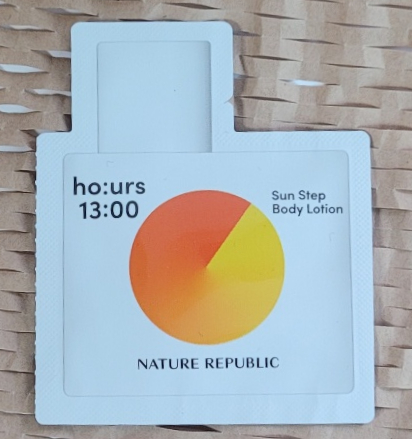 ho:urs
13:00
Sun Step
Body Lotion
NATURE REPUBLIC